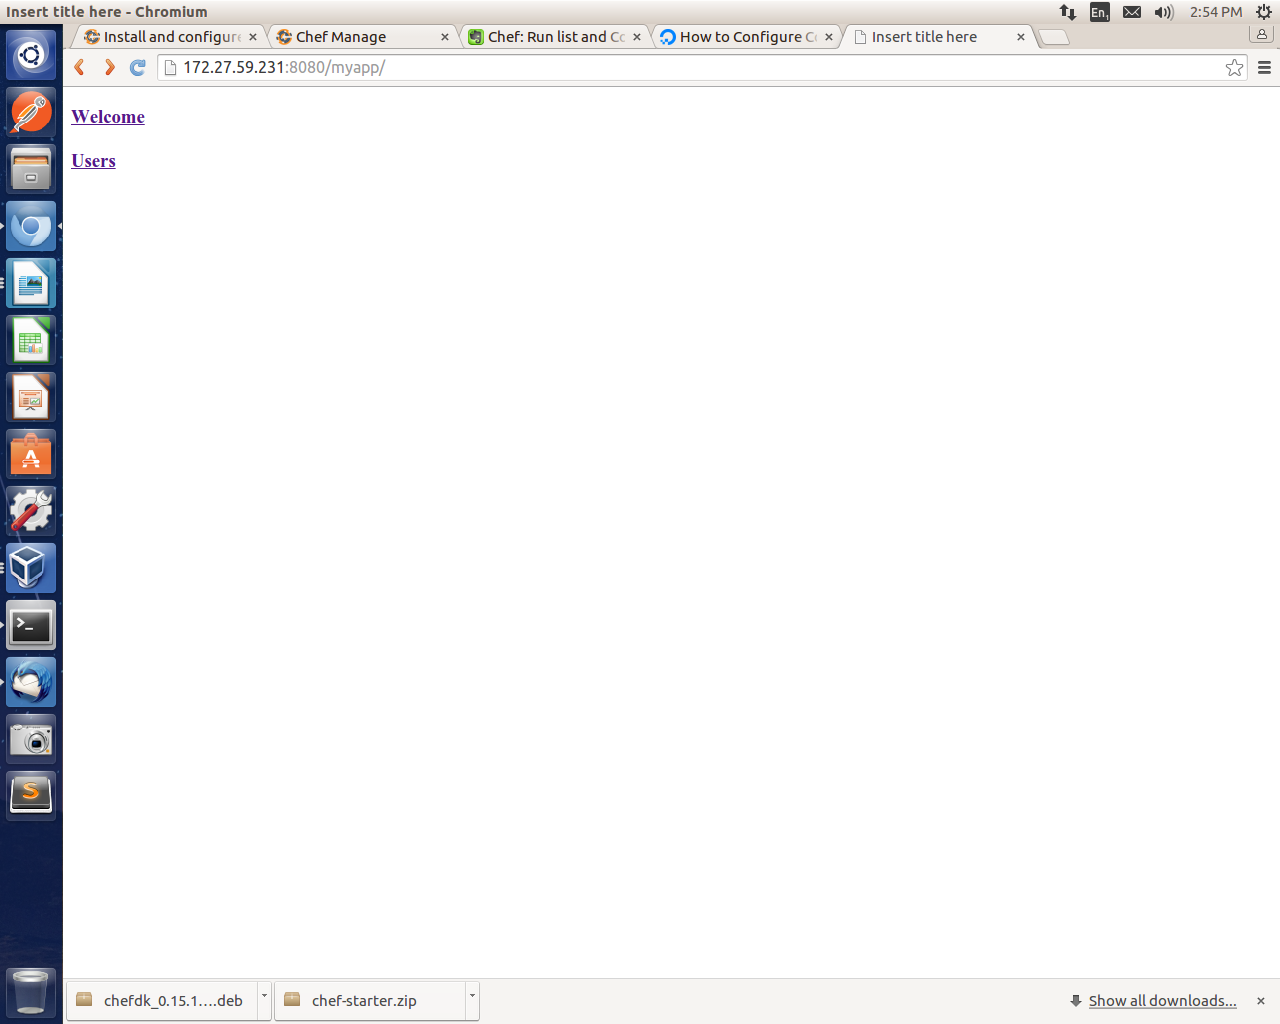 Insert title here - Chromium
En1
2:54 PM
Install and configure
Chef Manage
Chef: Run list and Co
How to Configure Co
Insert title here
172.27.59.231:8080/myapp/
Welcome
Users
chefdk_0.15.1....deb
chef-starter.zip
Show all downloads...